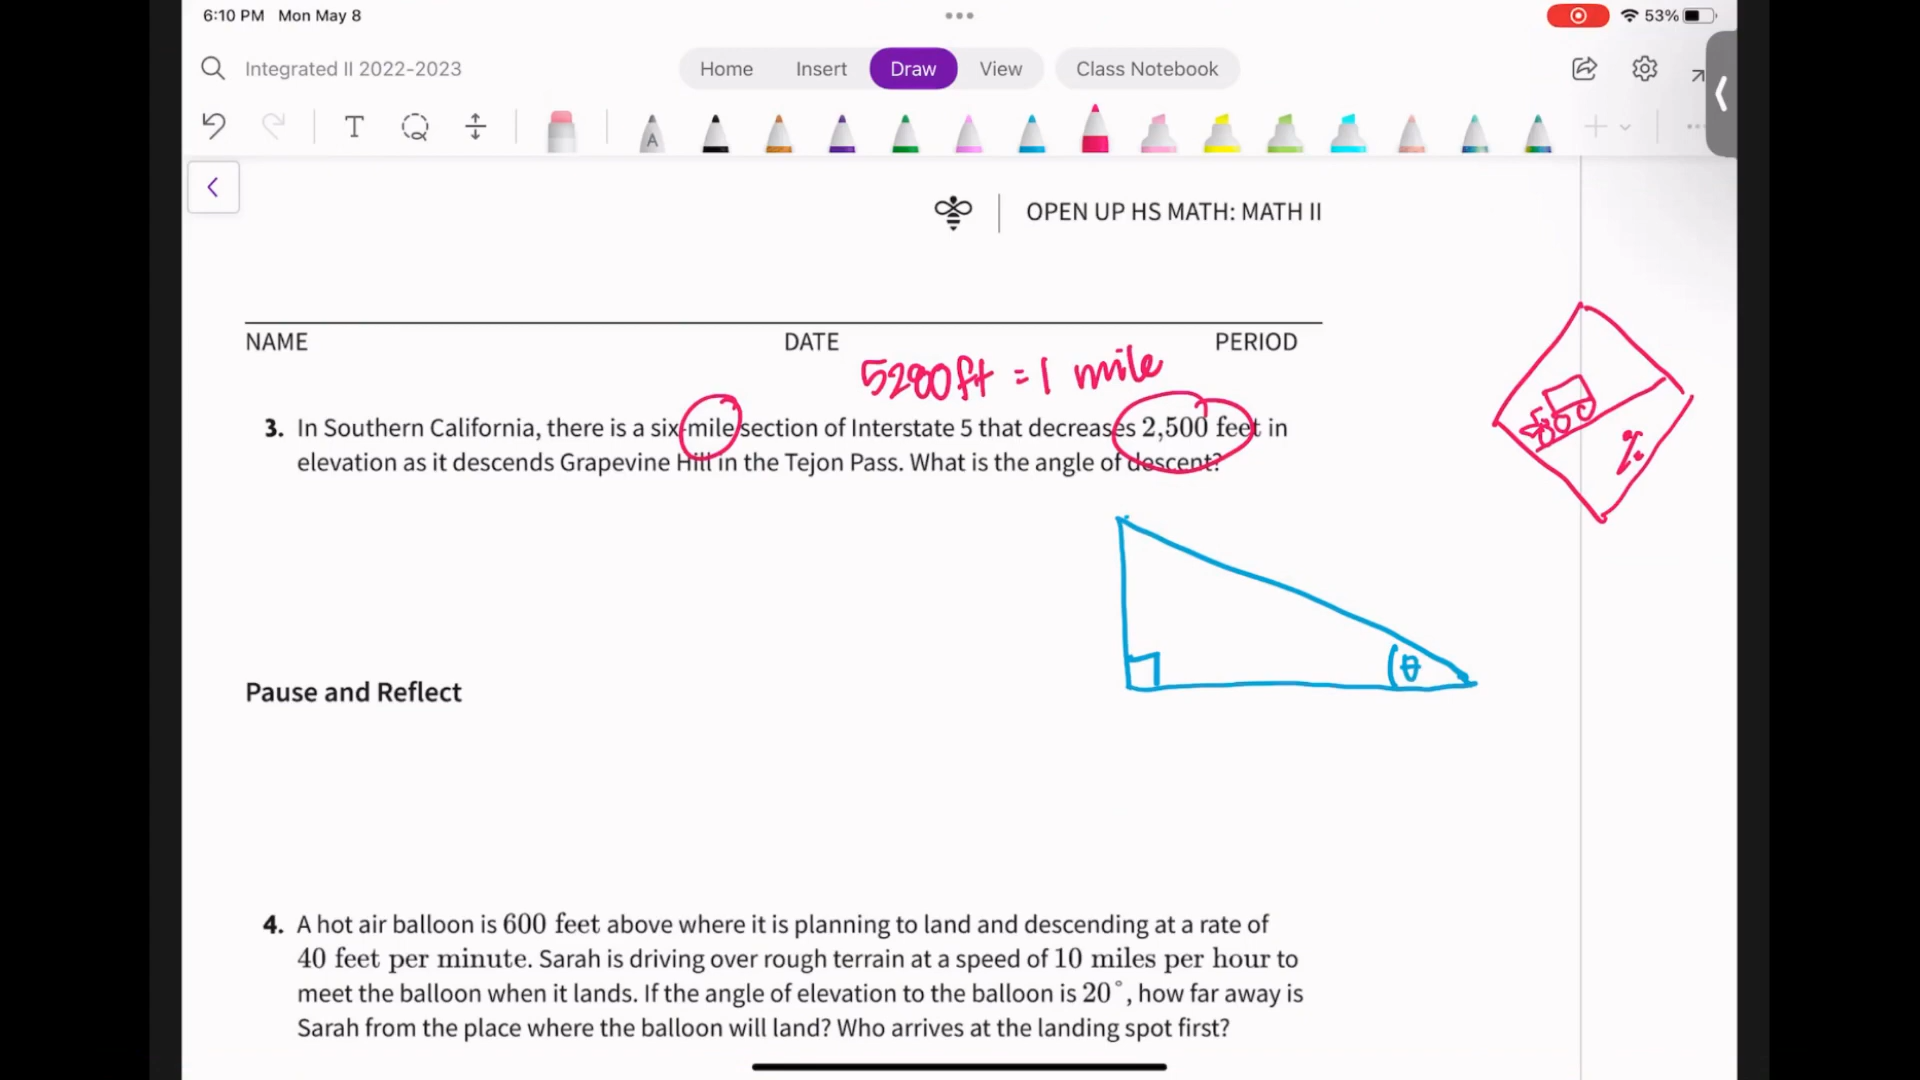 6:10 PM Mon May 8
53%
Integrated II 2022-2023
Home Insert Draw View Class Notebook
T
A
OPEN UP HS MATH: MATH II
NAME DATE PERIOD
5280ft = 1 mile
3. In Southern California, there is a six-mile section of Interstate 5 that decreases 2,500 feet in
elevation as it descends Grapevine Hill in the Tejon Pass. What is the angle of descent?
%
θ
Pause and Reflect
4. A hot air balloon is 600 feet above where it is planning to land and descending at a rate of
40 feet per minute. Sarah is driving over rough terrain at a speed of 10 miles per hour to
meet the balloon when it lands. If the angle of elevation to the balloon is 20°, how far away is
Sarah from the place where the balloon will land? Who arrives at the landing spot first?